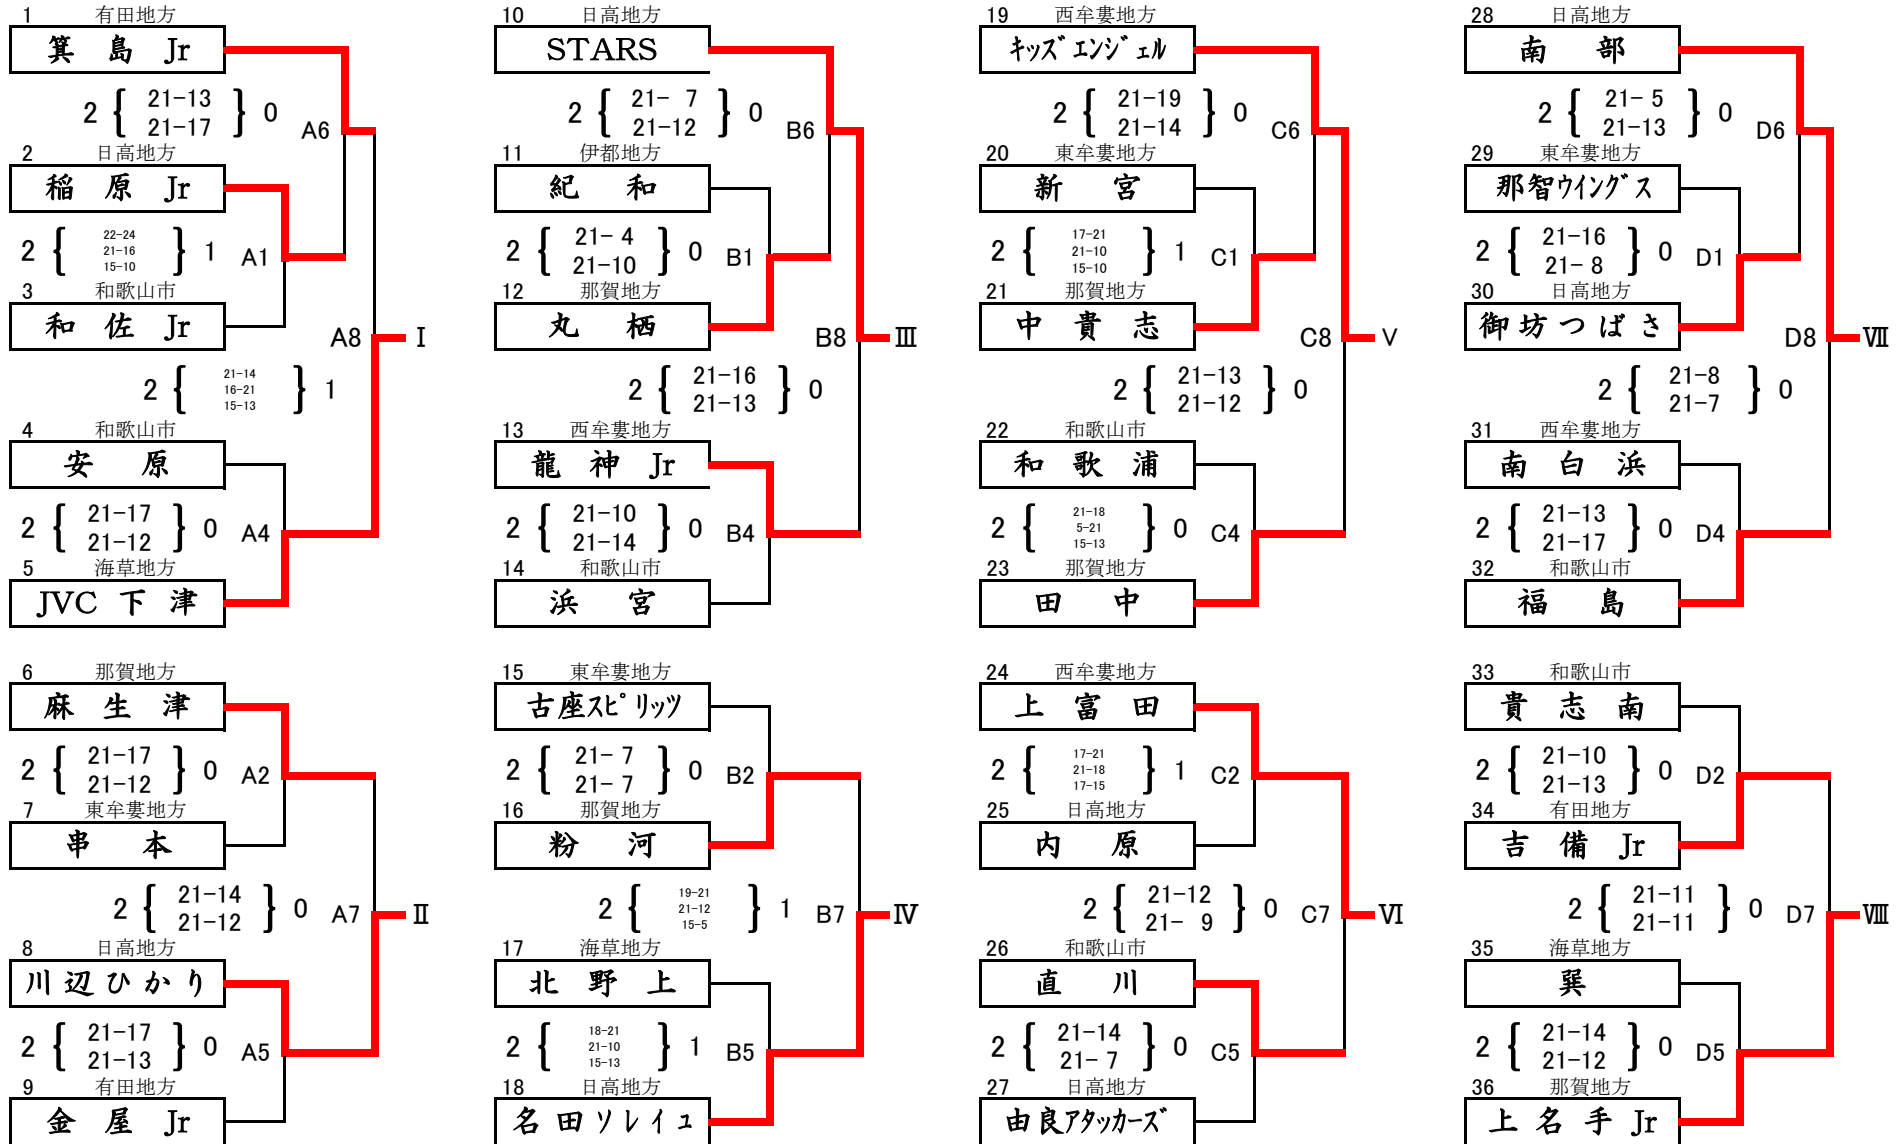 1 有田地方
箕島 Jr
2 { 21-13 } 0
21-17
A6
2 日高地方
稲原 Jr
2 { 22-24 } 1
21-16
15-10
A1
3 和歌山市
和佐 Jr
A8 Ⅰ
2 { 21-14 } 1
16-21
15-13
4 和歌山市
安原
2 { 21-17 } 0
21-12
A4
5 海草地方
JVC 下津
6 那賀地方
麻生津
2 { 21-17 } 0
21-12
A2
7 東牟婁地方
串本
2 { 21-14 } 0
21-12
A7 Ⅱ
8 日高地方
川辺ひかり
2 { 21-17 } 0
21-13
A5
9 有田地方
金屋 Jr
10 日高地方
STARS
2 { 21- 7 } 0
21-12
B6
11 伊都地方
紀和
2 { 21- 4 } 0
21-10
B1
12 那賀地方
丸栖
B8 Ⅲ
2 { 21-16 } 0
21-13
13 西牟婁地方
龍神 Jr
2 { 21-10 } 0
21-14
B4
14 和歌山市
浜宮
15 東牟婁地方
古座スピリッツ
2 { 21- 7 } 0
21- 7
B2
16 那賀地方
粉河
2 { 19-21 } 1
21-12
15-5
B7 Ⅳ
17 海草地方
北野上
2 { 18-21 } 1
21-10
15-13
B5
18 日高地方
名田ソレイユ
19 西牟婁地方
キッズエンジェル
2 { 21-19 } 0
21-14
C6
20 東牟婁地方
新宮
2 { 17-21 } 1
21-10
15-10
C1
21 那賀地方
中貴志
C8 Ⅴ
2 { 21-13 } 0
21-12
22 和歌山市
和歌浦
2 { 21-18 } 0
5-21
15-13
C4
23 那賀地方
田中
24 西牟婁地方
上富田
2 { 17-21 } 1
21-18
17-15
C2
25 日高地方
内原
2 { 21-12 } 0
21- 9
C7 Ⅵ
26 和歌山市
直川
2 { 21-14 } 0
21- 7
C5
27 日高地方
由良アタッカーズ
28 日高地方
南部
2 { 21- 5 } 0
21-13
D6
29 東牟婁地方
那智ウイングス
2 { 21-16 } 0
21- 8
D1
30 日高地方
御坊つばさ
D8 Ⅶ
2 { 21-8 } 0
21-7
31 西牟婁地方
南白浜
2 { 21-13 } 0
21-17
D4
32 和歌山市
福島
33 和歌山市
貴志南
2 { 21-10 } 0
21-13
D2
34 有田地方
吉備 Jr
2 { 21-11 } 0
21-11
D7 Ⅷ
35 海草地方
巽
2 { 21-14 } 0
21-12
D5
36 那賀地方
上名手 Jr